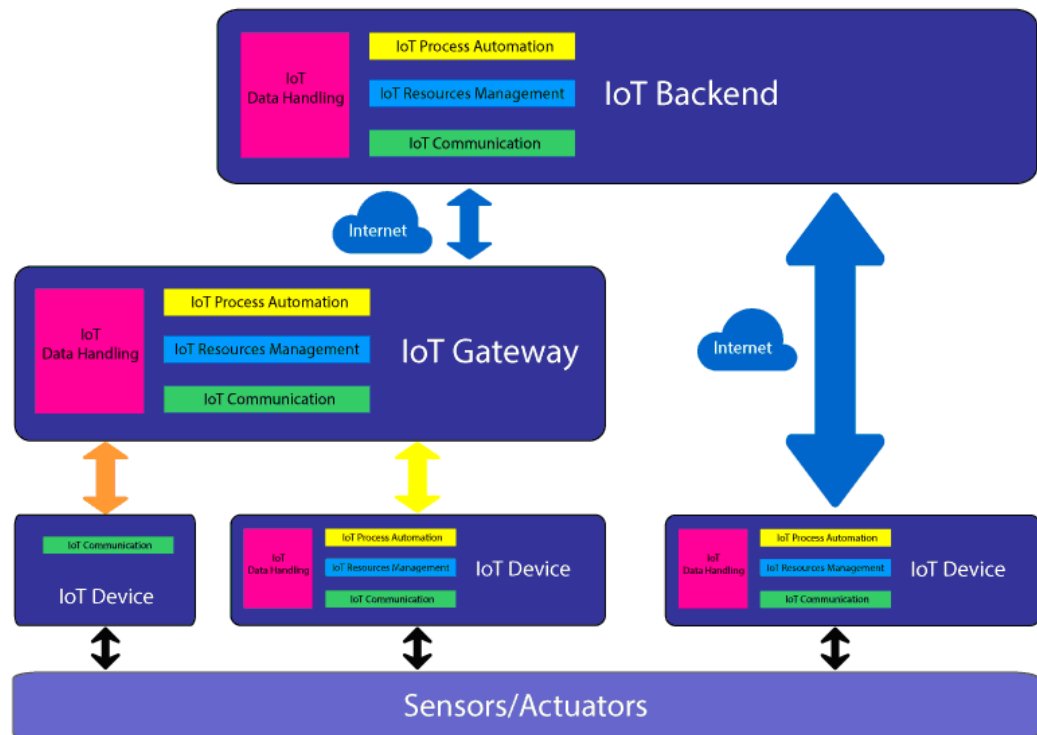 IoT
Data Handling
IoT Process Automation
IoT Resources Management
IoT Communication
IoT Backend
Internet
IoT
Data Handling
IoT Process Automation
IoT Resources Management
IoT Communication
IoT Gateway
Internet
IoT Communication
IoT Device
IoT
Data Handling
IoT Process Automation
IoT Resources Management
IoT Communication
IoT Device
IoT
Data Handling
IoT Process Automation
IoT Resources Management
IoT Communication
IoT Device
Sensors/Actuators